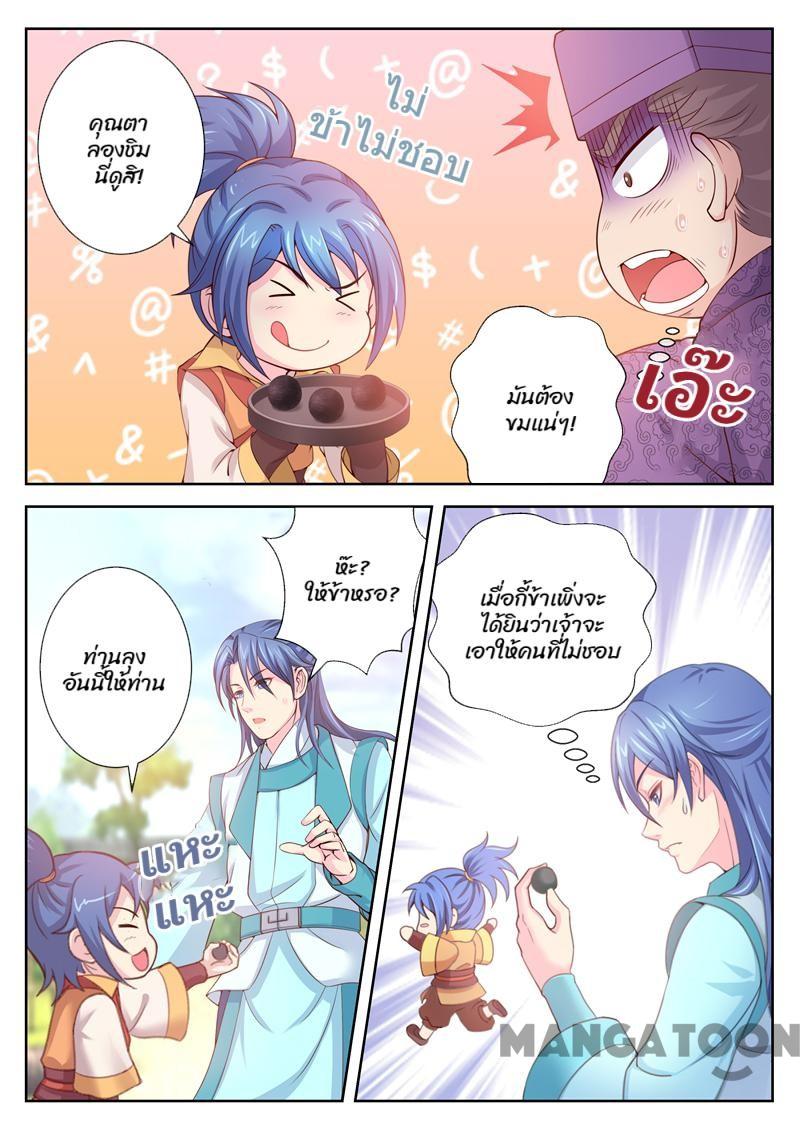 คุณตา
ลองชิม
นี่ดูสิ!
ไม่
ข้าไม่ชอบ
มันต้อง
ขมแน่ๆ!
เอ๊ะ
ห๊ะ?
ให้ข้าหรอ?
ท่านลุง
อันนี้ให้ท่าน
แหะ
แหะ
เมื่อกี้ข้าเพิ่งจะ
ได้ยินว่าเจ้าจะ
เอาให้คนที่ไม่ชอบ
MANGATOON